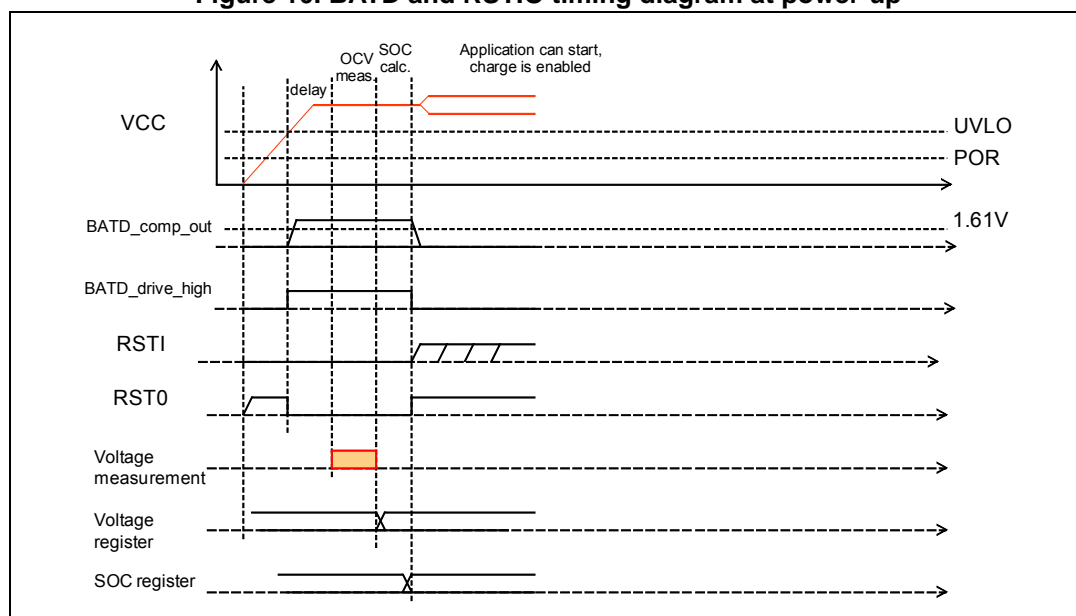 Figure BATD and RSTIO timing diagram at power-up
OCV
meas.
SOC
calc.
Application can start,
charge is enabled
delay
VCC
UVLO
POR
BATD_comp_out
1.61V
BATD_drive_high
RSTI
RST0
Voltage
measurement
Voltage
register
SOC register